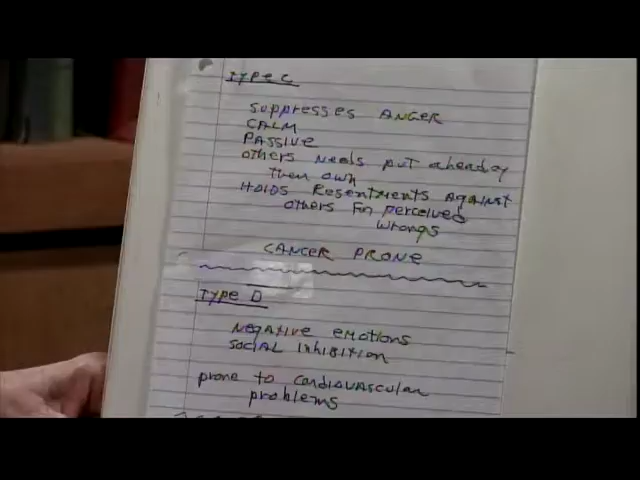 Type C
Suppresses ANGER
CALM
PASSIVE
others Needs put ahead of
their own
HOLDS Resentments Against
others For perceived
wrongs
CANCER PRONE
Type D
Negative emotions
Social inhibition
prone to cardiovascular
problems